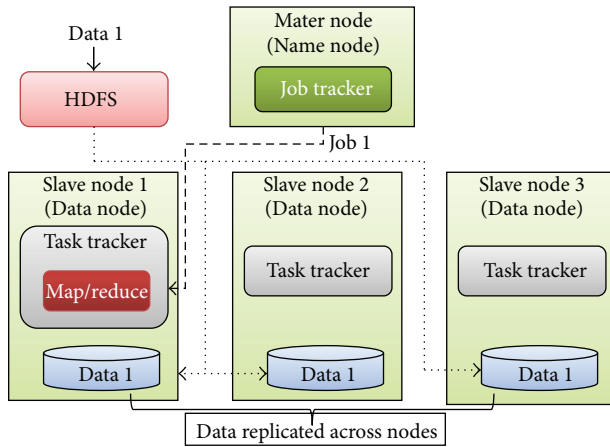 Data 1
HDFS
Mater node
(Name node)
Job tracker
Job 1
Slave node 1
(Data node)
Task tracker
Map/reduce
Data 1
Slave node 2
(Data node)
Task tracker
Data 1
Slave node 3
(Data node)
Task tracker
Data 1
Data replicated across nodes